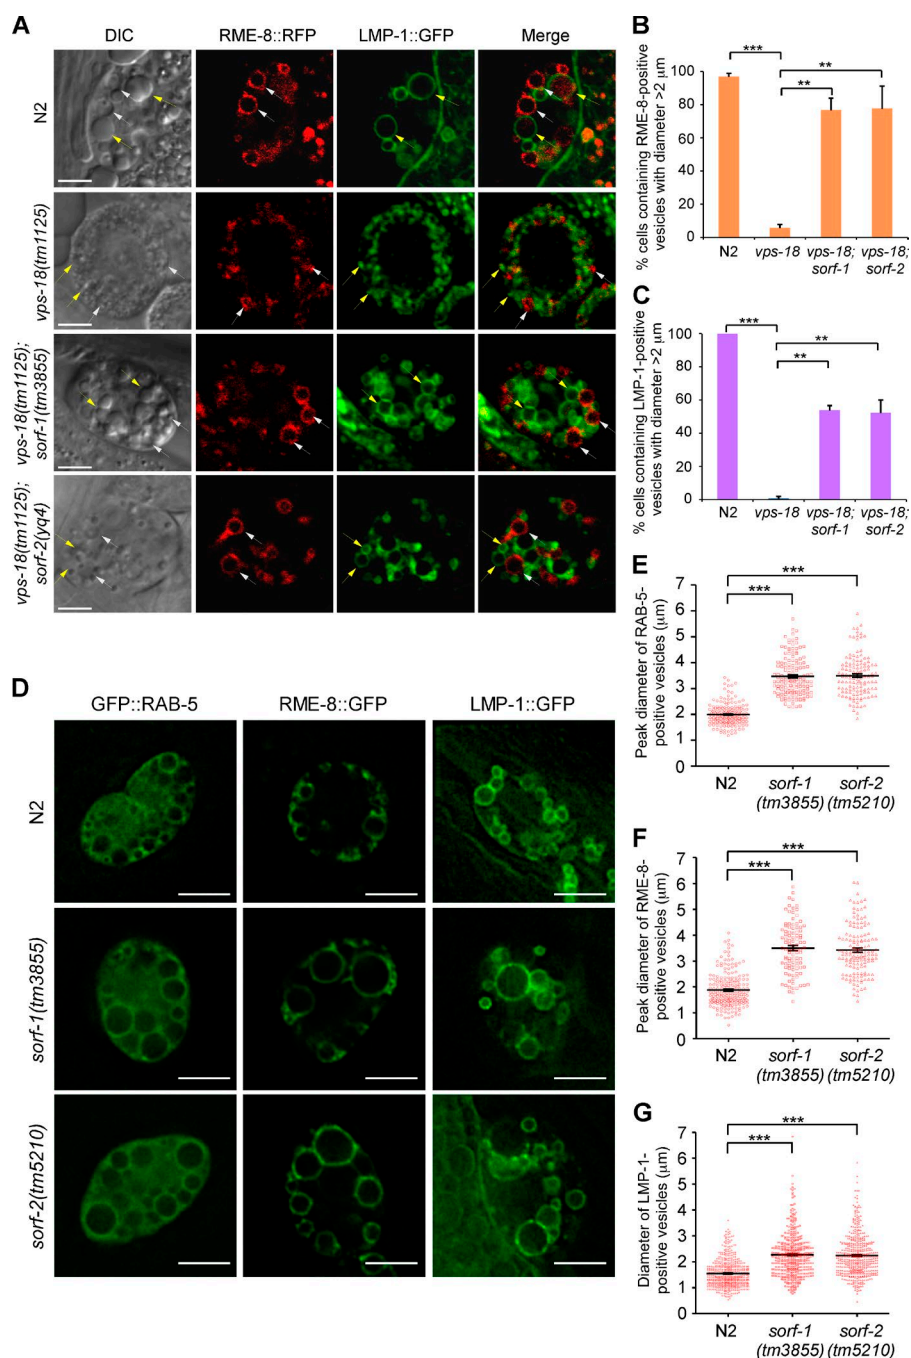 A
DIC
RME-8::RFP
LMP-1::GFP
Merge
N2
vps-18(tm1125)
vps-18(tm1125);
sorf-1(tm3855)
vps-18(tm1125);
sorf-2(yq4)
B
% cells containing RME-8-positive
vesicles with diameter >2 µm
100
80
60
40
20
0
***
**
**
N2
vps-18
vps-18;
sorf-1
vps-18;
sorf-2
C
% cells containing LMP-1-positive
vesicles with diameter >2 µm
100
80
60
40
20
0
***
**
**
N2
vps-18
vps-18;
sorf-1
vps-18;
sorf-2
D
GFP::RAB-5
RME-8::GFP
LMP-1::GFP
N2
sorf-1(tm3855)
sorf-2(tm5210)
E
Peak diameter of RAB-5-
positive vesicles (µm)
7
6
5
4
3
2
1
0
***
***
N2
sorf-1
(tm3855)
sorf-2
(tm5210)
F
Peak diameter of RME-8-
positive vesicles (µm)
7
6
5
4
3
2
1
0
***
***
N2
sorf-1
(tm3855)
sorf-2
(tm5210)
G
Diameter of LMP-1-
positive vesicles (µm)
7
6
5
4
3
2
1
0
***
***
N2
sorf-1
(tm3855)
sorf-2
(tm5210)